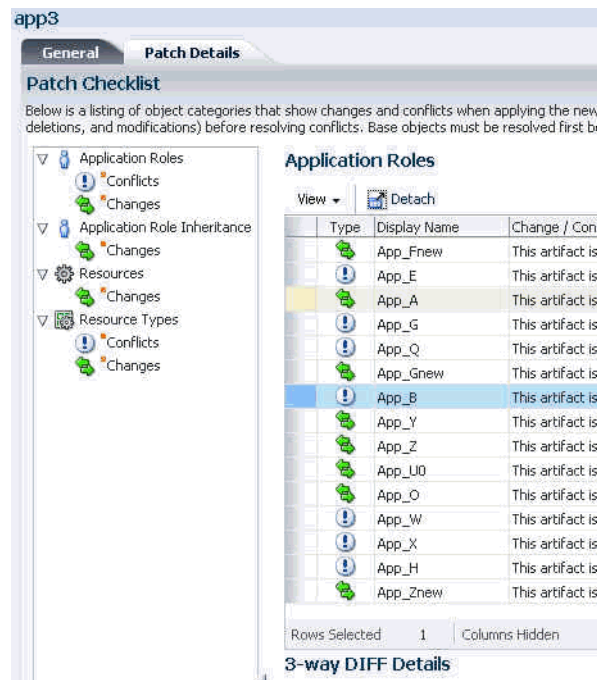 app3
General
Patch Details
Patch Checklist
Below is a listing of object categories that show changes and conflicts when applying the new
deletions, and modifications) before resolving conflicts. Base objects must be resolved first b
Application Roles
*Conflicts
*Changes
Application Role Inheritance
*Changes
Resources
*Changes
Resource Types
*Conflicts
*Changes
Application Roles
View
Detach
Type Display Name Change / Con
App_Fnew This artifact is
App_E This artifact is
App_A This artifact is
App_G This artifact is
App_Q This artifact is
App_Gnew This artifact is
App_B This artifact is
App_Y This artifact is
App_Z This artifact is
App_U0 This artifact is
App_O This artifact is
App_W This artifact is
App_X This artifact is
App_H This artifact is
App_Znew This artifact is
Rows Selected 1 Columns Hidden
3-way DIFF Details